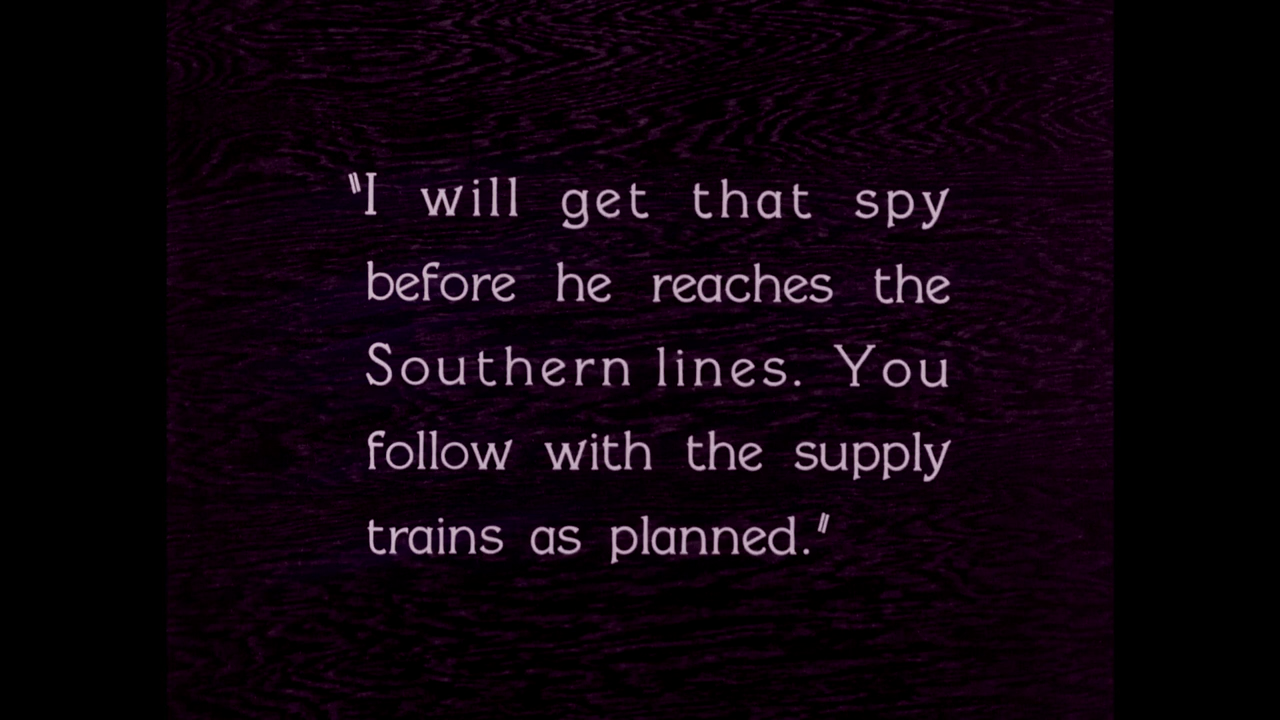 "I will get that spy
before he reaches the
Southern lines. You
follow with the supply
trains as planned."